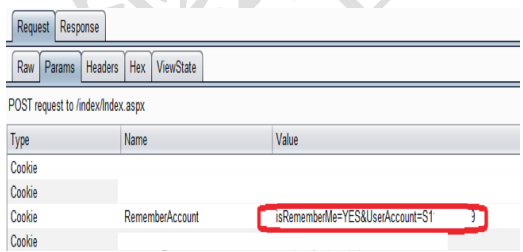 Request Response
Raw Params Headers Hex ViewState
POST request to /index/Index.aspx
Type Name Value
Cookie
Cookie
Cookie RememberAccount isRememberMe=YES&UserAccount=S1 9
Cookie